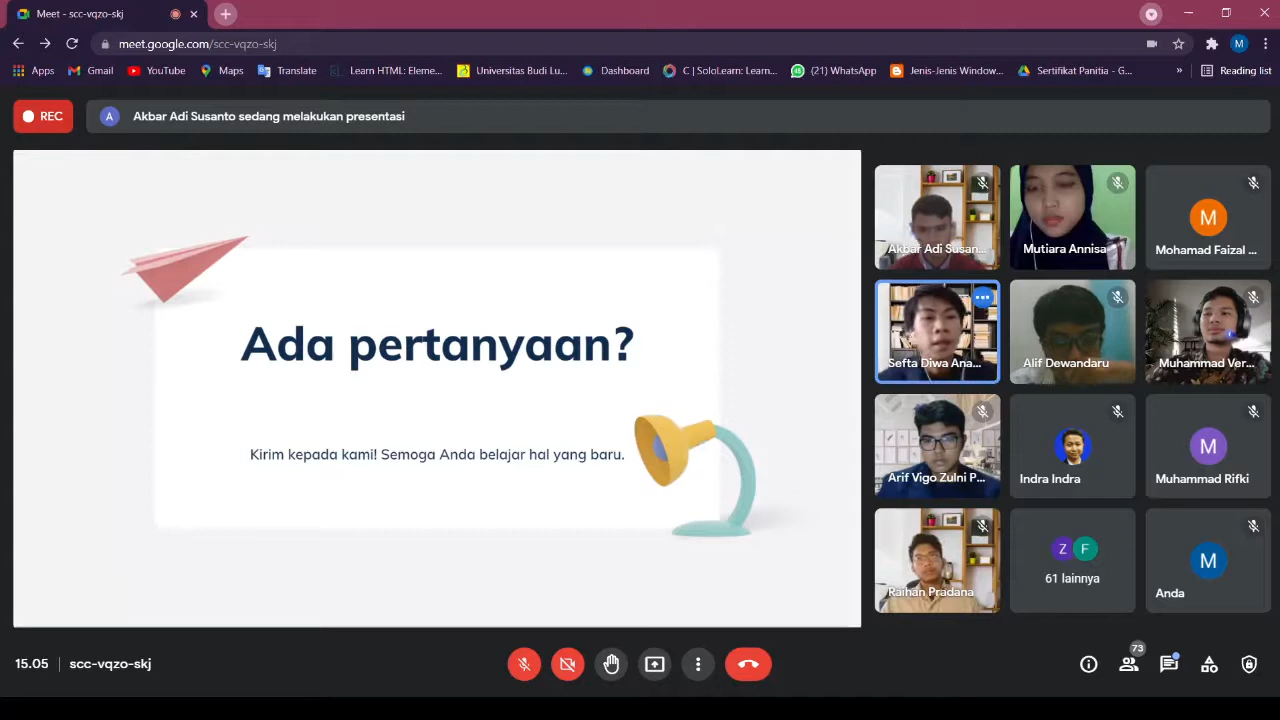 Meet - scc-vqzo-skj
meet.google.com/scc-vqzo-skj
M
Apps
Gmail
YouTube
Maps
Translate
Learn HTML: Eleme...
Universitas Budi Lu...
Dashboard
C | SoloLearn: Learn...
(21) WhatsApp
Jenis-Jenis Window...
Sertifikat Panitia - G...
»
Reading list
REC
A
Akbar Adi Susanto sedang melakukan presentasi
Ada pertanyaan?
Kirim kepada kami! Semoga Anda belajar hal yang baru.
Akbar Adi Susan...
Mutiara Annisa
M
Mohamad Faizal ...
Sefta Diwa Ana...
Alif Dewandaru
Muhammad Ver...
Arif Vigo Zulni P...
Indra Indra
M
Muhammad Rifki
Raihan Pradana
Z F
61 lainnya
M
Anda
15.05
scc-vqzo-skj
73